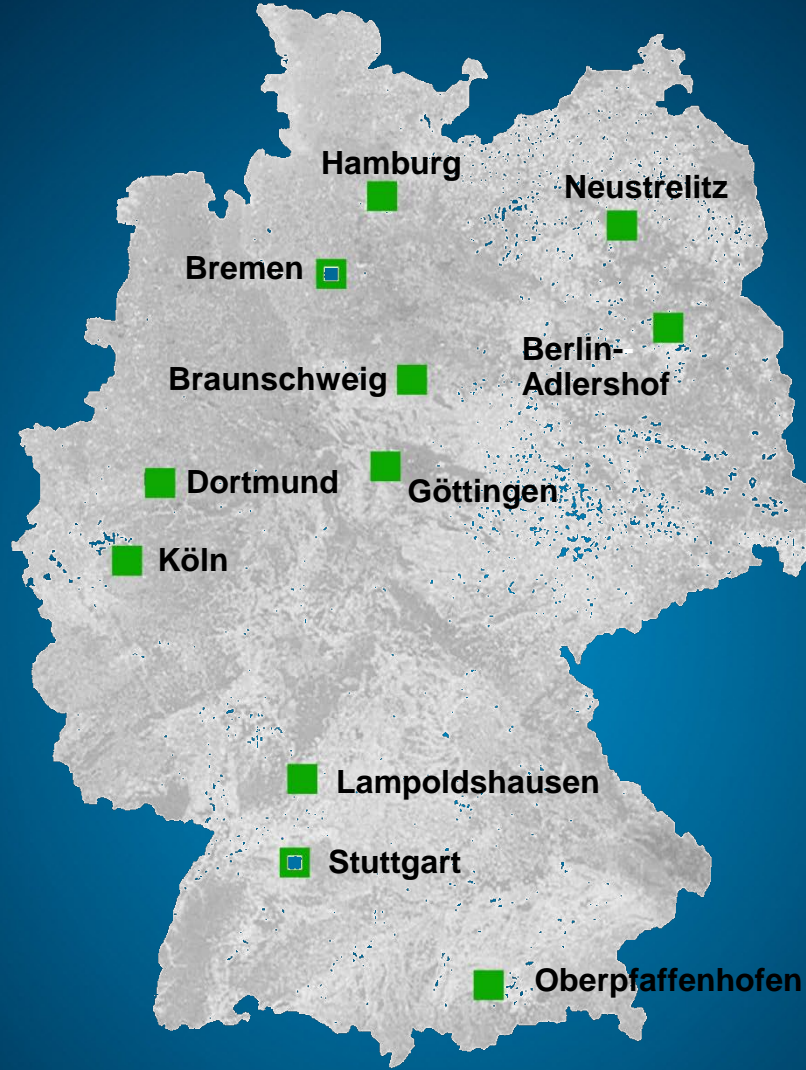 Hamburg
Neustrelitz
Bremen
Berlin-
Adlershof
Braunschweig
Dortmund
Göttingen
Köln
Lampoldshausen
Stuttgart
Oberpfaffenhofen